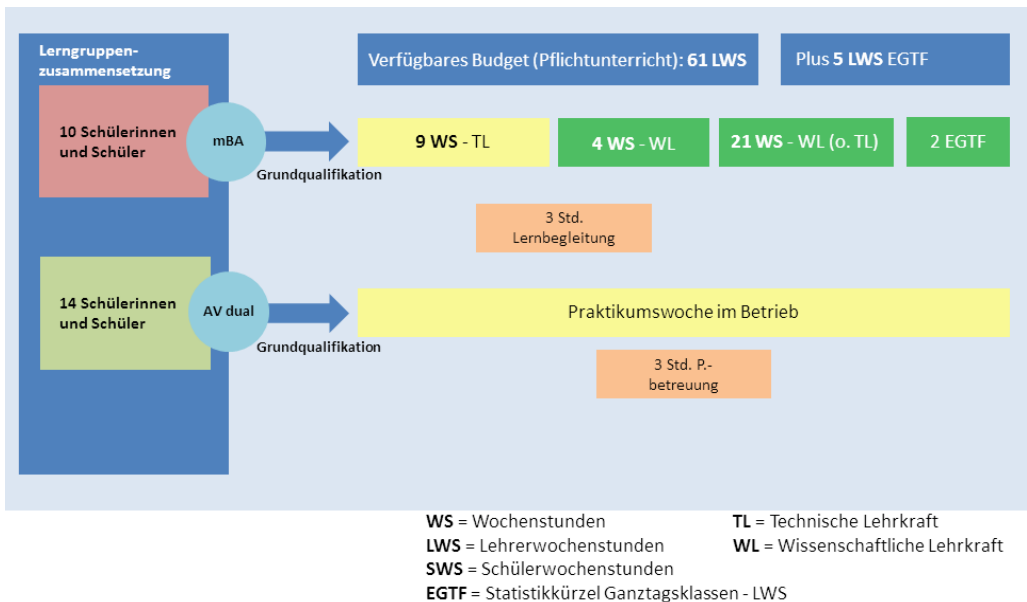 Lerngruppen-
zusammensetzung
Verfügbares Budget (Pflichtunterricht): 61 LWS
Plus 5 LWS EGTF
10 Schülerinnen
und Schüler
mBA
Grundqualifikation
9 WS - TL
4 WS - WL
21 WS - WL (o. TL)
2 EGTF
3 Std.
Lernbegleitung
14 Schülerinnen
und Schüler
AV dual
Grundqualifikation
Praktikumswoche im Betrieb
3 Std. P.-
betreuung
WS = Wochenstunden
LWS = Lehrerwochenstunden
SWS = Schülerwochenstunden
EGTF = Statistikkürzel Ganztagsklassen - LWS
TL = Technische Lehrkraft
WL = Wissenschaftliche Lehrkraft